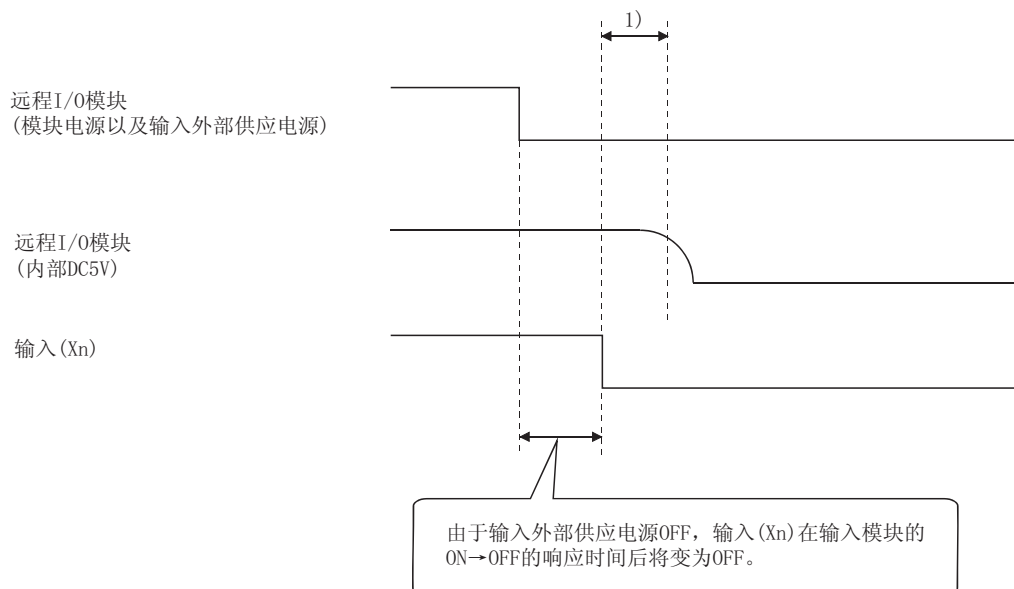 1)
远程I/O模块
(模块电源以及输入外部供应电源)
远程I/O模块
(内部DC5V)
输入(Xn)
由于输入外部供应电源OFF，输入(Xn)在输入模块的
ON→OFF的响应时间后将变为OFF。